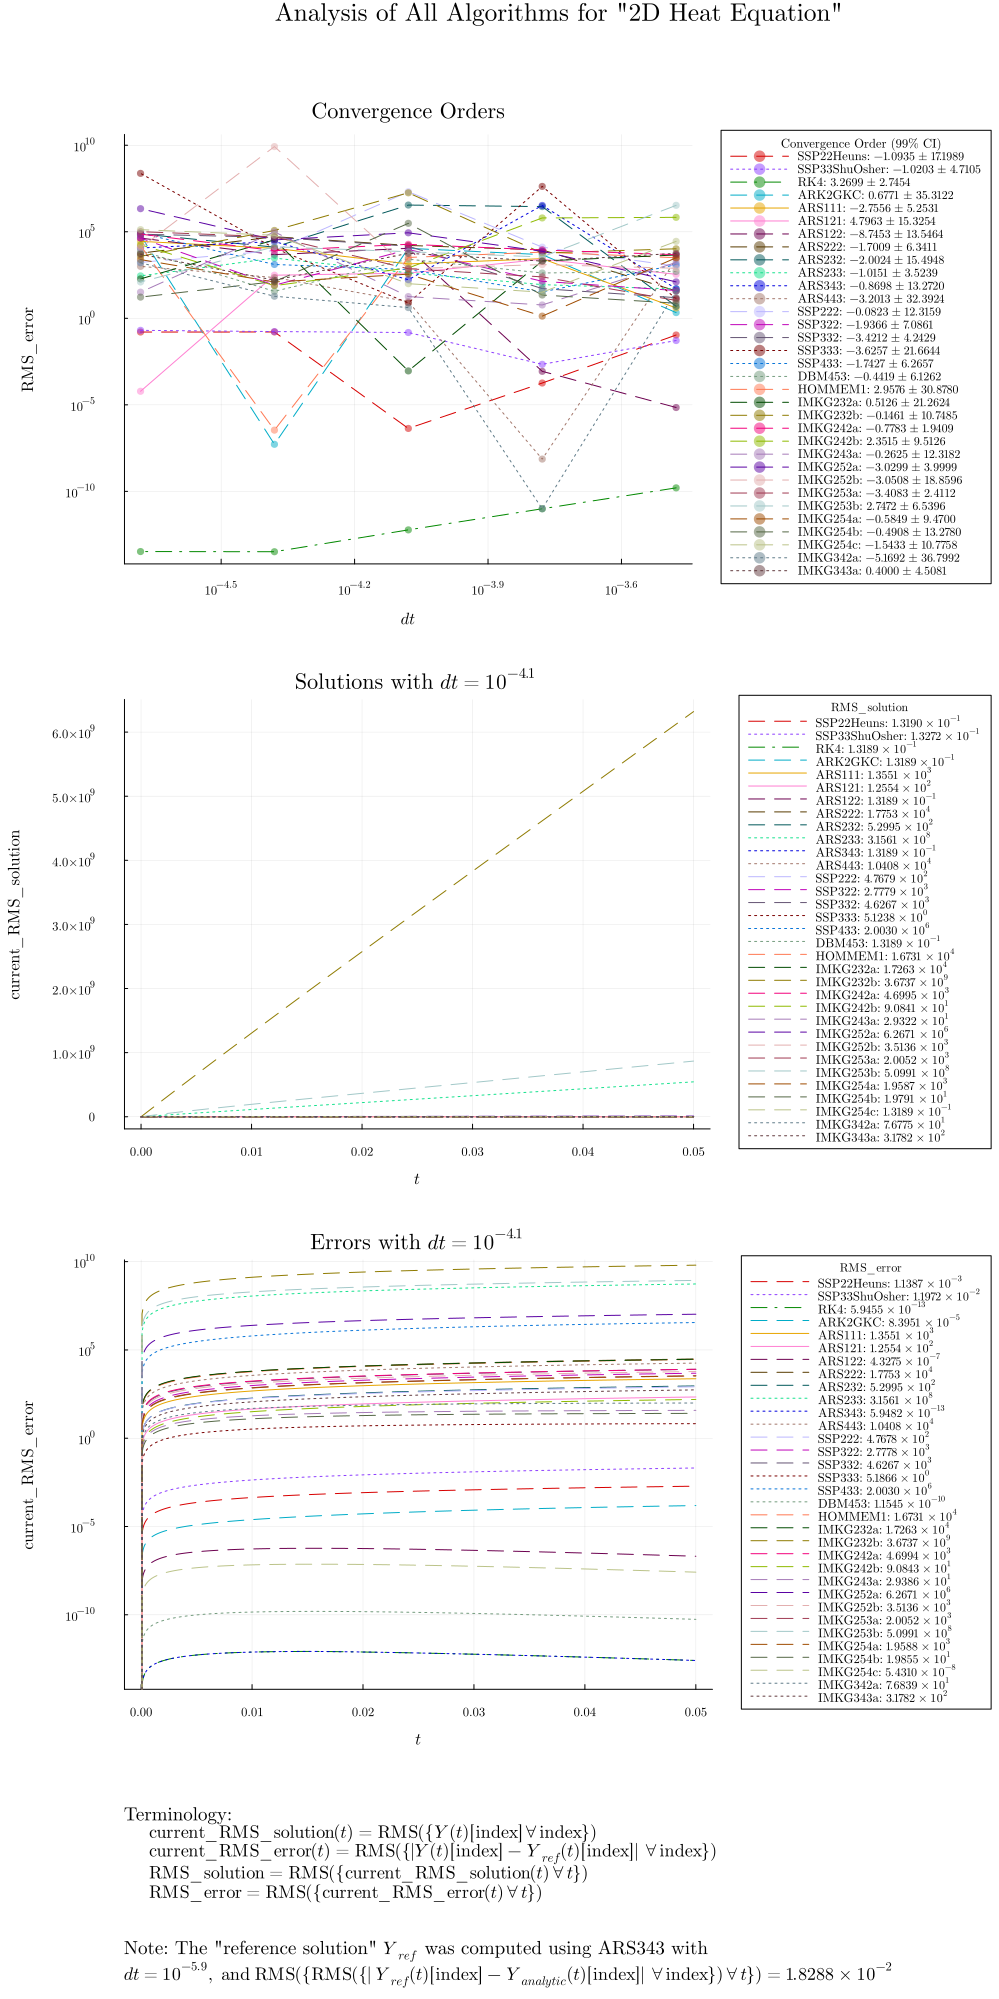 Analysis of All Algorithms for "2D Heat Equation"
Convergence Orders
10^10
10^5
10^0
10^−5
10^−10
RMS_error
10^−4.5
10^−4.2
10^−3.9
10^−3.6
dt
Convergence Order (99% CI)
SSP22Heuns: −1.0935 ± 17.1989
SSP33ShuOsher: −1.0203 ± 4.7105
RK4: 3.2699 ± 2.7454
ARK2GKC: 0.6771 ± 35.3122
ARS111: −2.7556 ± 5.2531
ARS121: 4.7963 ± 15.3254
ARS122: −8.7453 ± 13.5464
ARS222: −1.7009 ± 6.3411
ARS232: −2.0024 ± 15.4948
ARS233: −1.0151 ± 3.5239
ARS343: −0.8698 ± 13.2720
ARS443: −3.2013 ± 32.3924
SSP222: −0.0823 ± 12.3159
SSP322: −1.9366 ± 7.0861
SSP332: −3.4212 ± 4.2429
SSP333: −3.6257 ± 21.6644
SSP433: −1.7427 ± 6.2657
DBM453: −0.4419 ± 6.1262
HOMMEM1: 2.9576 ± 30.8780
IMKG232a: 0.5126 ± 21.2624
IMKG232b: −0.1461 ± 10.7485
IMKG242a: −0.7783 ± 1.9409
IMKG242b: 2.3515 ± 9.5126
IMKG243a: −0.2625 ± 12.3182
IMKG252a: −3.0299 ± 3.9999
IMKG252b: −3.0508 ± 18.8596
IMKG253a: −3.4083 ± 2.4112
IMKG253b: 2.7472 ± 6.5396
IMKG254a: −0.5849 ± 9.4700
IMKG254b: −0.4908 ± 13.2780
IMKG254c: −1.5433 ± 10.7758
IMKG342a: −5.1692 ± 36.7992
IMKG343a: 0.4000 ± 4.5081
Solutions with dt = 10^−4.1
6.0×10^9
5.0×10^9
4.0×10^9
3.0×10^9
2.0×10^9
1.0×10^9
0
current_RMS_solution
0.00
0.01
0.02
0.03
0.04
0.05
t
RMS_solution
SSP22Heuns: 1.3190 × 10^−1
SSP33ShuOsher: 1.3272 × 10^−1
RK4: 1.3189 × 10^−1
ARK2GKC: 1.3189 × 10^−1
ARS111: 1.3551 × 10^3
ARS121: 1.2554 × 10^2
ARS122: 1.3189 × 10^−1
ARS222: 1.7753 × 10^4
ARS232: 5.2995 × 10^2
ARS233: 3.1561 × 10^8
ARS343: 1.3189 × 10^−1
ARS443: 1.0408 × 10^4
SSP222: 4.7679 × 10^2
SSP322: 2.7779 × 10^3
SSP332: 4.6267 × 10^3
SSP333: 5.1238 × 10^0
SSP433: 2.0030 × 10^6
DBM453: 1.3189 × 10^−1
HOMMEM1: 1.6731 × 10^4
IMKG232a: 1.7263 × 10^4
IMKG232b: 3.6737 × 10^9
IMKG242a: 4.6995 × 10^3
IMKG242b: 9.0841 × 10^1
IMKG243a: 2.9322 × 10^1
IMKG252a: 6.2671 × 10^6
IMKG252b: 3.5136 × 10^3
IMKG253a: 2.0052 × 10^3
IMKG253b: 5.0991 × 10^8
IMKG254a: 1.9587 × 10^3
IMKG254b: 1.9791 × 10^1
IMKG254c: 1.3189 × 10^−1
IMKG342a: 7.6775 × 10^1
IMKG343a: 3.1782 × 10^2
Errors with dt = 10^−4.1
10^10
10^5
10^0
10^−5
10^−10
current_RMS_error
0.00
0.01
0.02
0.03
0.04
0.05
t
RMS_error
SSP22Heuns: 1.1387 × 10^−3
SSP33ShuOsher: 1.1972 × 10^−2
RK4: 5.9455 × 10^−13
ARK2GKC: 8.3951 × 10^−5
ARS111: 1.3551 × 10^3
ARS121: 1.2554 × 10^2
ARS122: 4.3275 × 10^−7
ARS222: 1.7753 × 10^4
ARS232: 5.2995 × 10^2
ARS233: 3.1561 × 10^8
ARS343: 5.9482 × 10^−13
ARS443: 1.0408 × 10^4
SSP222: 4.7678 × 10^2
SSP322: 2.7778 × 10^3
SSP332: 4.6267 × 10^3
SSP333: 5.1866 × 10^0
SSP433: 2.0030 × 10^6
DBM453: 1.1545 × 10^−10
HOMMEM1: 1.6731 × 10^4
IMKG232a: 1.7263 × 10^4
IMKG232b: 3.6737 × 10^9
IMKG242a: 4.6994 × 10^3
IMKG242b: 9.0843 × 10^1
IMKG243a: 2.9386 × 10^1
IMKG252a: 6.2671 × 10^6
IMKG252b: 3.5136 × 10^3
IMKG253a: 2.0052 × 10^3
IMKG253b: 5.0991 × 10^8
IMKG254a: 1.9588 × 10^3
IMKG254b: 1.9855 × 10^1
IMKG254c: 5.4310 × 10^−8
IMKG342a: 7.6839 × 10^1
IMKG343a: 3.1782 × 10^2
Terminology:
current_RMS_solution(t) = RMS({Y(t)[index] ∀ index})
current_RMS_error(t) = RMS({|Y(t)[index] − Y_ref(t)[index]| ∀ index})
RMS_solution = RMS({current_RMS_solution(t) ∀ t})
RMS_error = RMS({current_RMS_error(t) ∀ t})
Note: The "reference solution" Y_ref was computed using ARS343 with
dt = 10^−5.9, and RMS({RMS({|Y_ref(t)[index] − Y_analytic(t)[index]| ∀ index}) ∀ t}) = 1.8288 × 10^−2